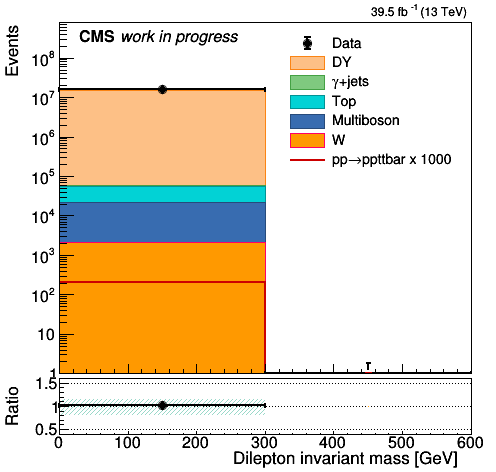 39.5 fb⁻¹ (13 TeV)
CMS work in progress
Events
10⁸
10⁷
10⁶
10⁵
10⁴
10³
10²
10
1
Data
DY
γ+jets
Top
Multiboson
W
pp→ppttbar x 1000
Ratio
1.5
1
0.5
0 100 200 300 400 500 600
Dilepton invariant mass [GeV]